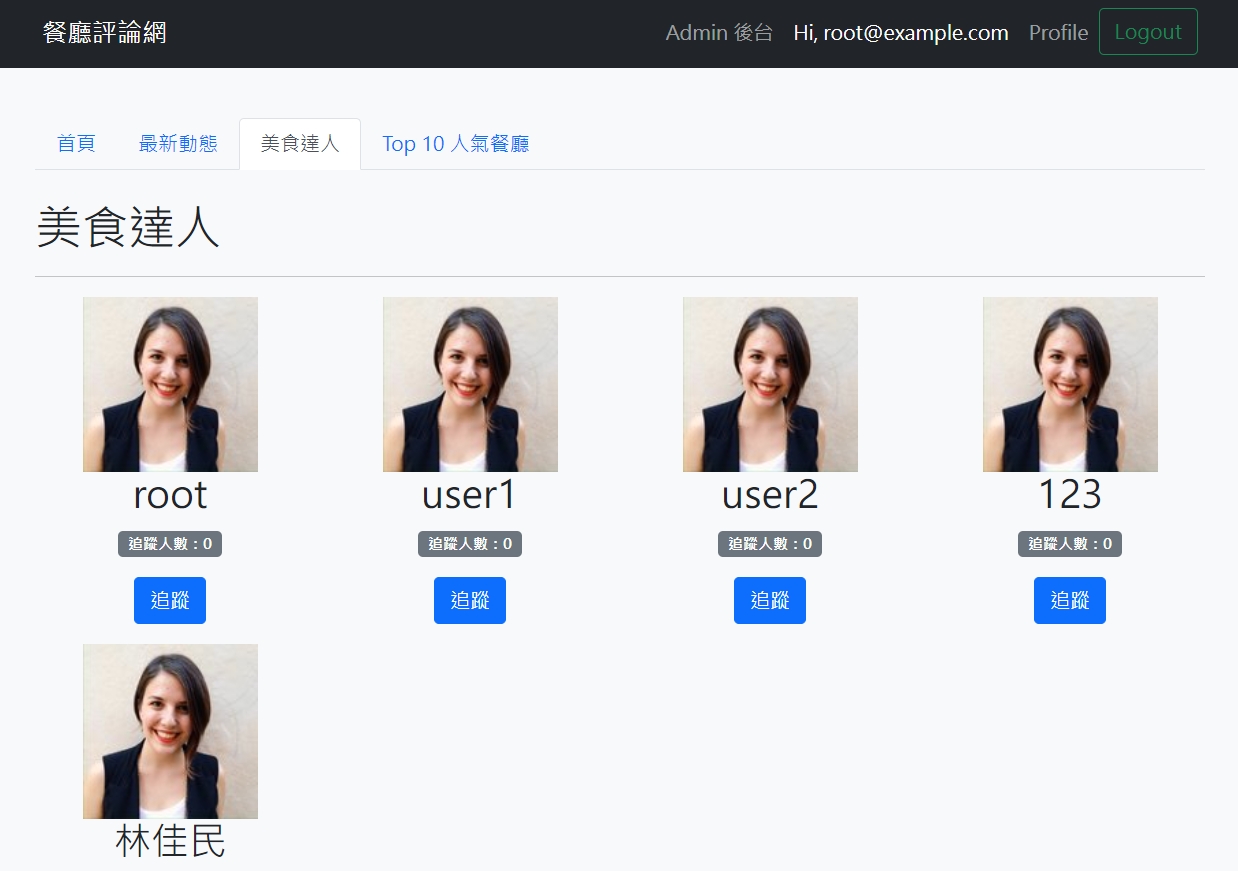 餐廳評論網 Admin 後台 Hi, root@example.com Profile Logout
首頁 最新動態 美食達人 Top 10 人氣餐廳
美食達人
root user1 user2 123
追蹤人數：0 追蹤人數：0 追蹤人數：0 追蹤人數：0
追蹤 追蹤 追蹤 追蹤
林佳民